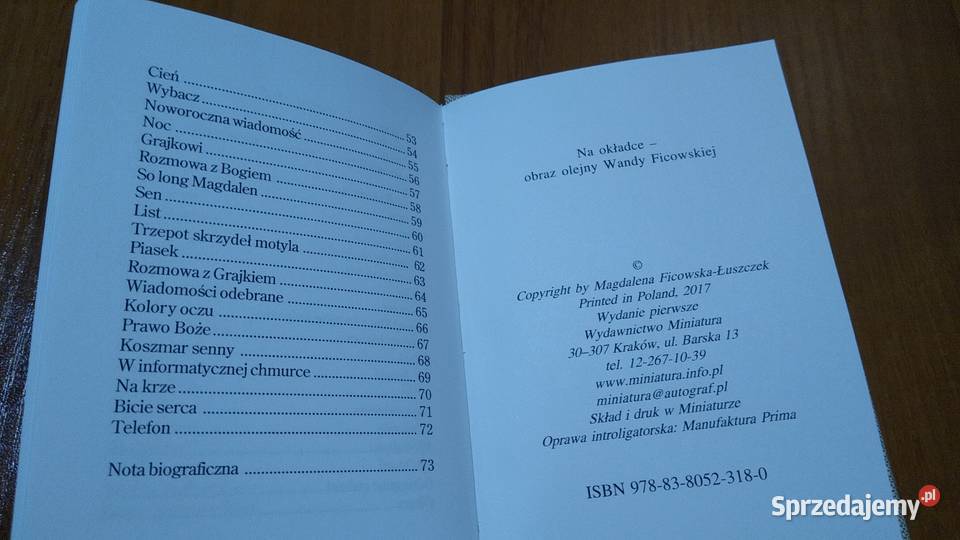 Cień ........ 53
Wybacz ........ 54
Noworoczna wiadomość ........ 55
Noc ........ 56
Grajkowi ........ 57
Rozmowa z Bogiem ........ 58
So long Magdalen ........ 59
Sen ........ 60
List ........ 61
Trzepot skrzydeł motyla ........ 62
Piasek ........ 63
Rozmowa z Grajkiem ........ 64
Wiadomości odebrane ........ 65
Kolory oczu ........ 66
Prawo Boże ........ 67
Koszmar senny ........ 68
W informatycznej chmurce ........ 69
Na krze ........ 70
Bicie serca ........ 71
Telefon ........ 72
Nota biograficzna ........ 73
Na okładce –
obraz olejny Wandy Ficowskiej
©
Copyright by Magdalena Ficowska-Łuszczek
Printed in Poland, 2017
Wydanie pierwsze
Wydawnictwo Miniatura
30–307 Kraków, ul. Barska 13
tel. 12-267-10-39
www.miniatura.info.pl
miniatura@autograf.pl
Skład i druk w Miniaturze
Oprawa introligatorska: Manufaktura Prima
ISBN 978-83-8052-318-0
Sprzedajemy .pl